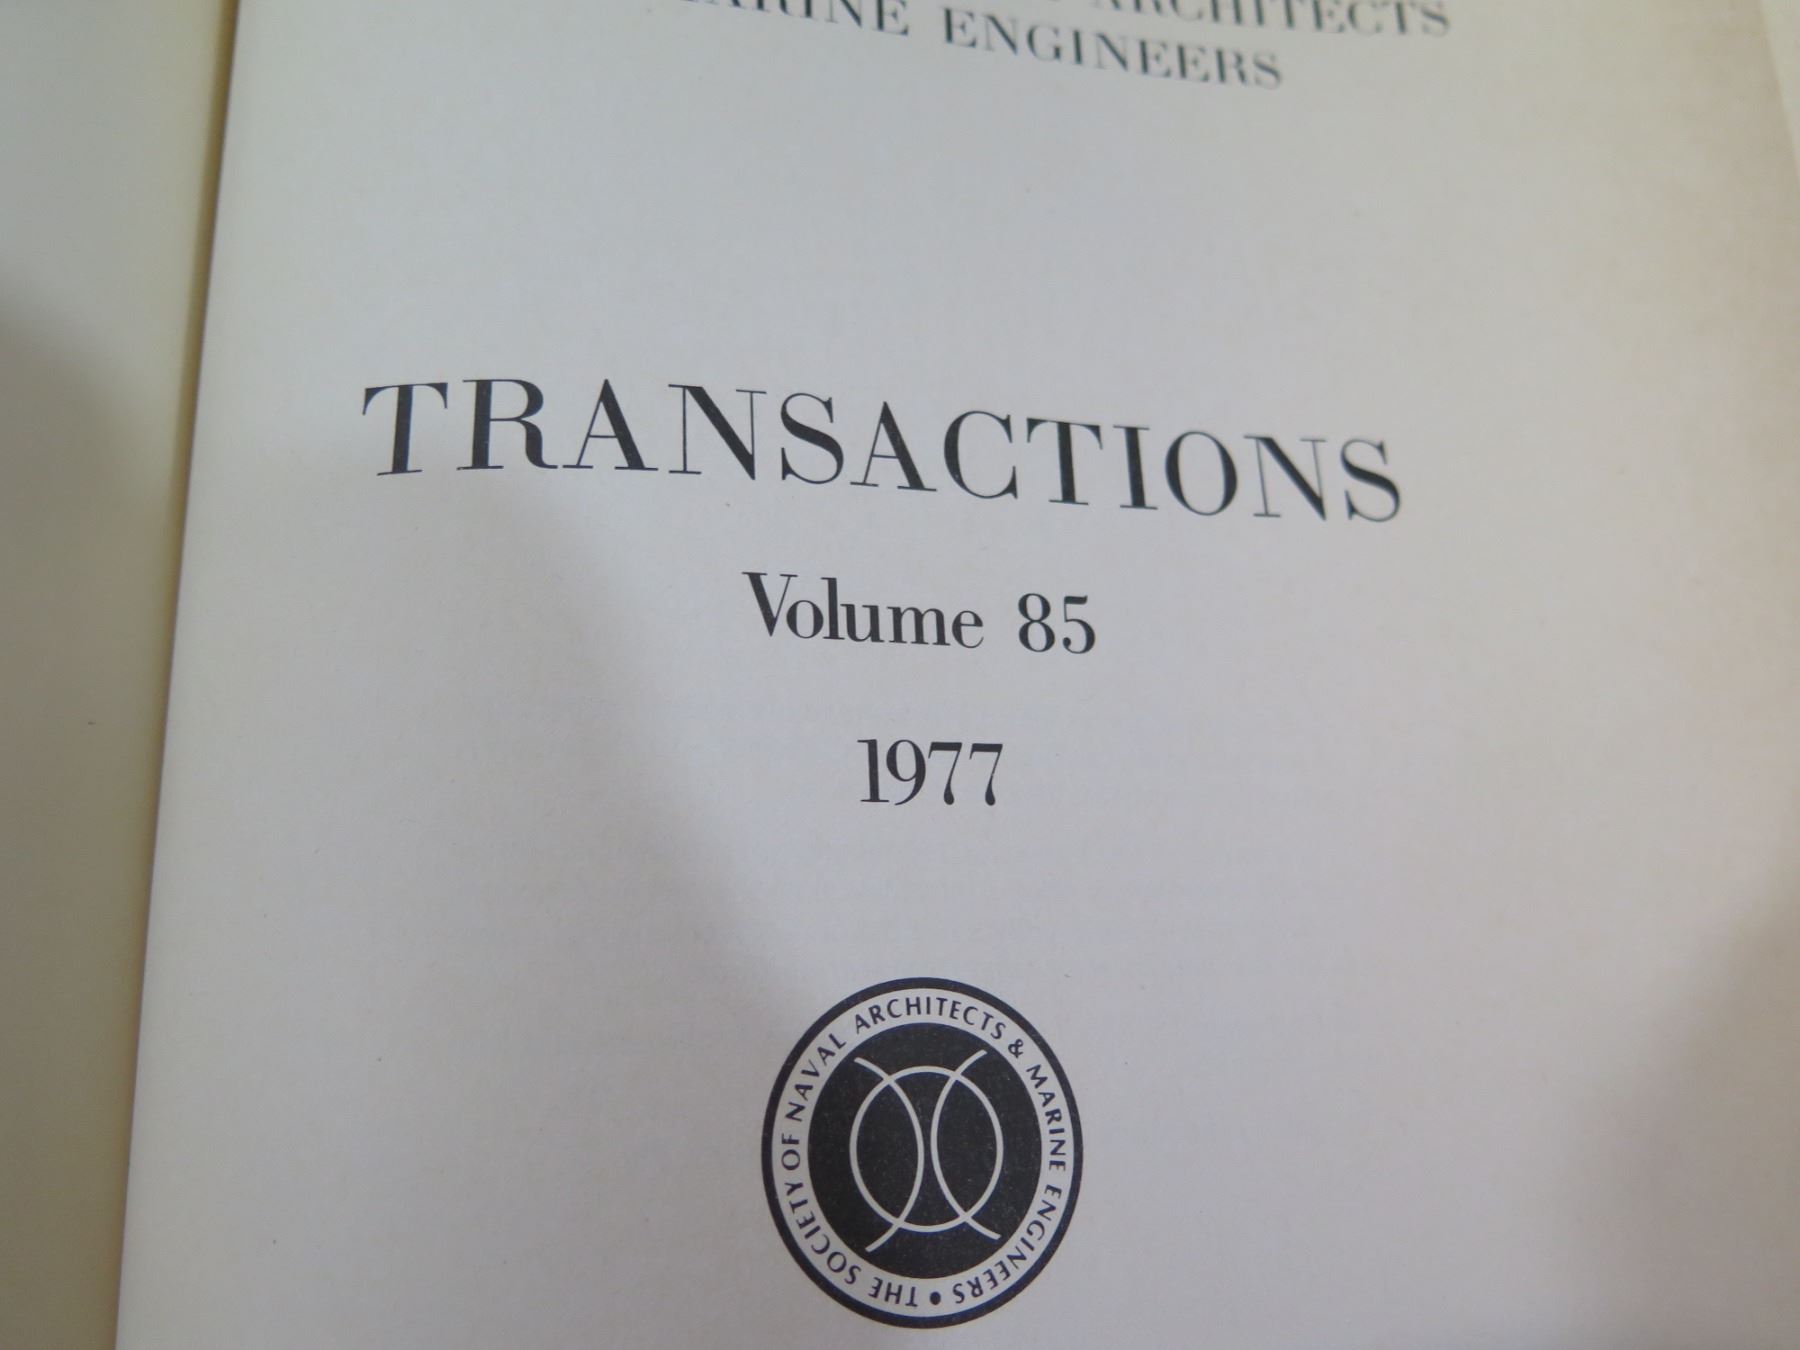 ARCHITECTS
MARINE ENGINEERS
TRANSACTIONS
Volume 85
1977
THE SOCIETY OF NAVAL ARCHITECTS & MARINE ENGINEERS •